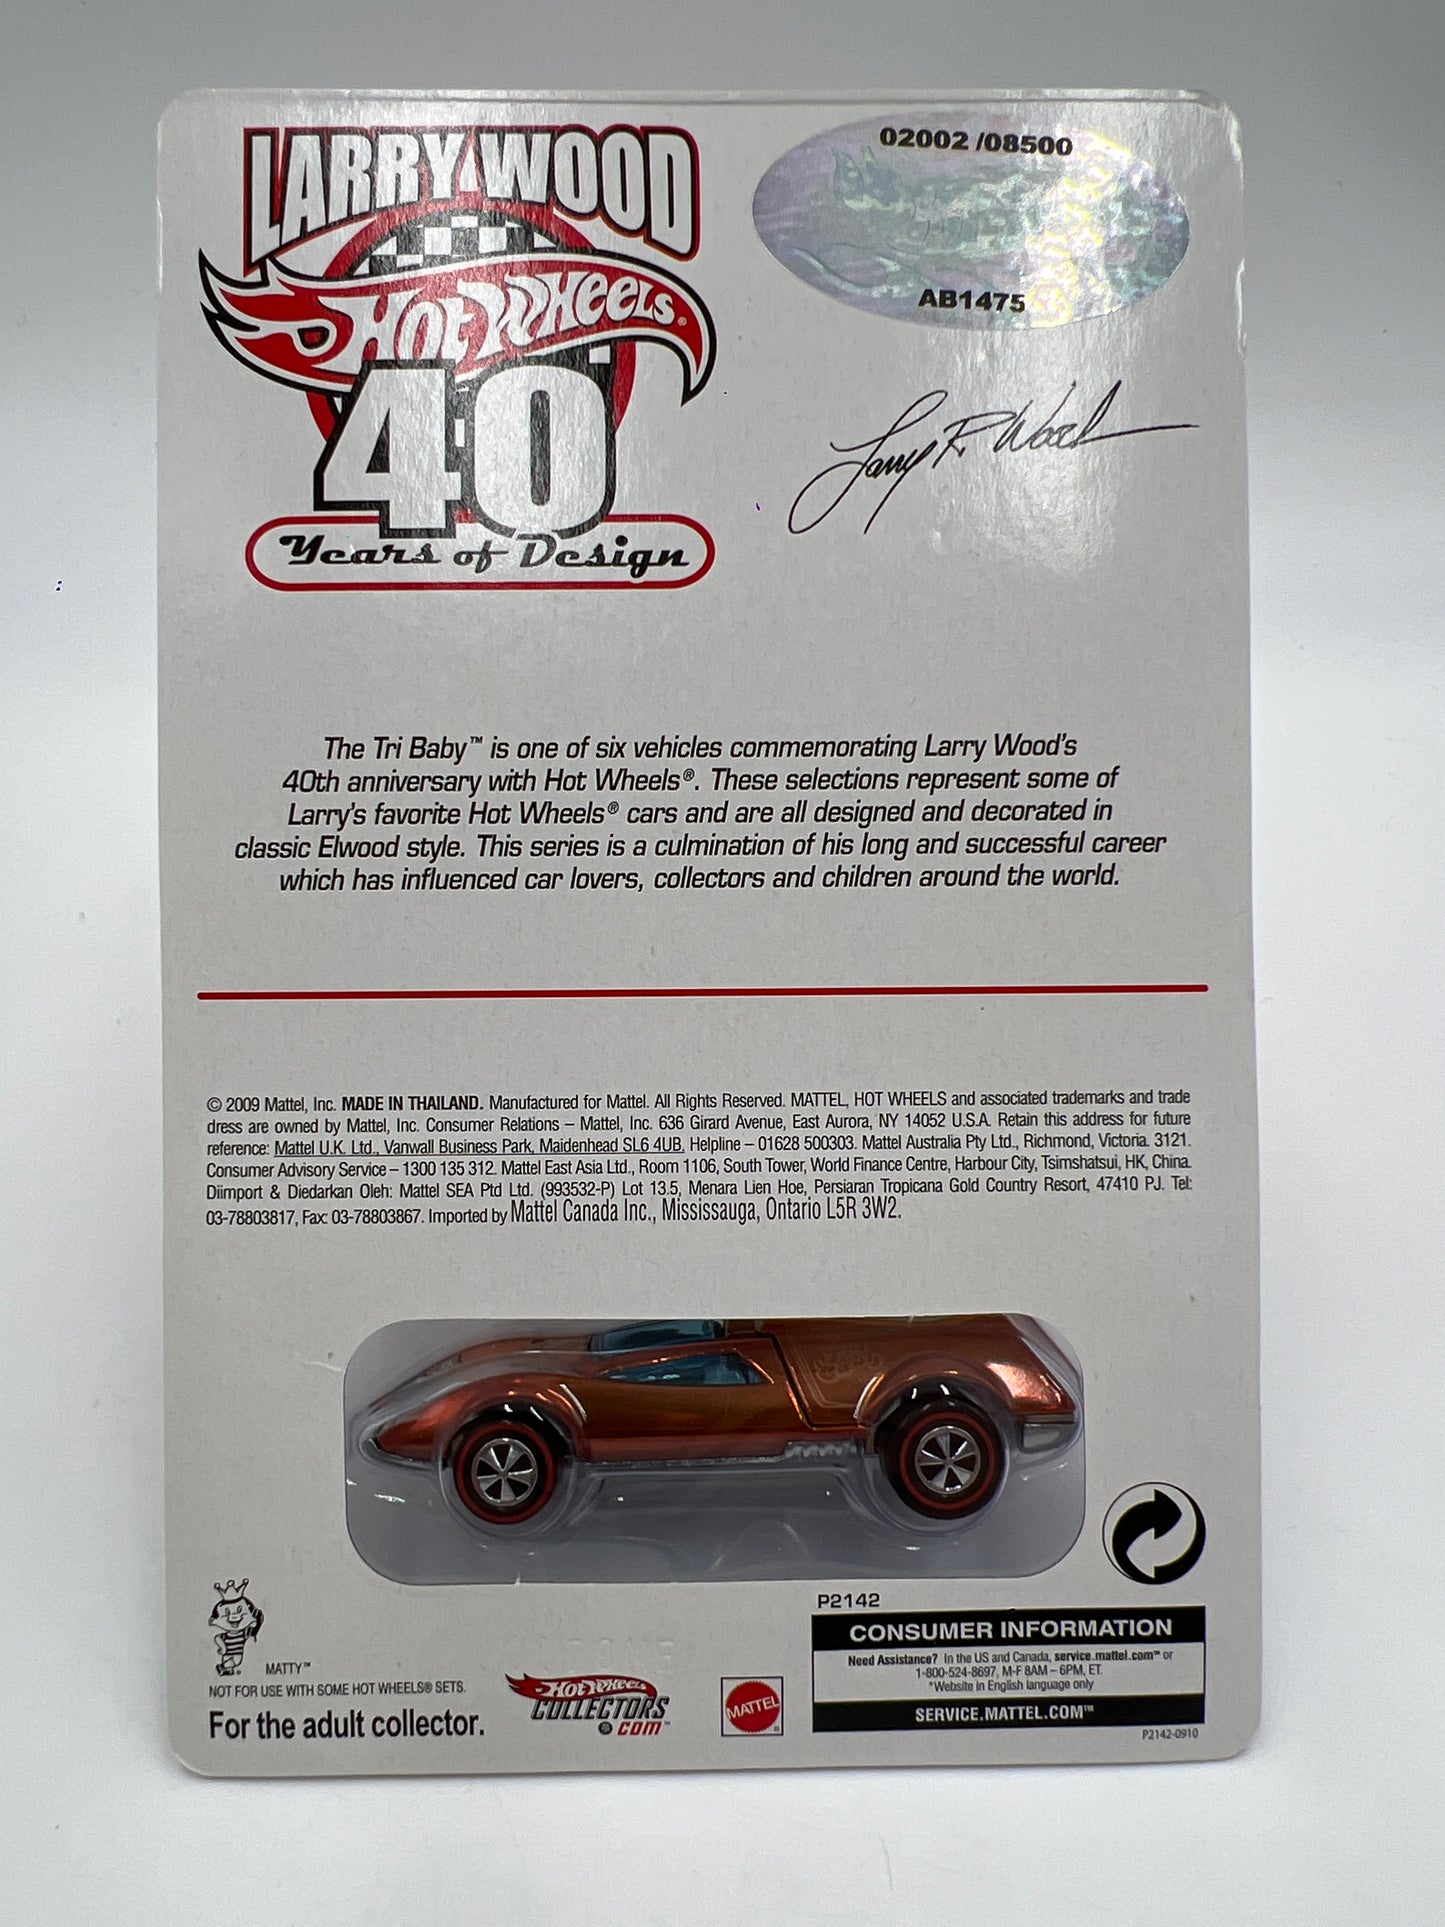 LARRY WOOD
HOT WHEELS®
40
Years of Design
02002 /08500
AB1475
Larry R. Wood
The Tri Baby™ is one of six vehicles commemorating Larry Wood's
40th anniversary with Hot Wheels®. These selections represent some of
Larry's favorite Hot Wheels® cars and are all designed and decorated in
classic Elwood style. This series is a culmination of his long and successful career
which has influenced car lovers, collectors and children around the world.
© 2009 Mattel, Inc. MADE IN THAILAND. Manufactured for Mattel. All Rights Reserved. MATTEL, HOT WHEELS and associated trademarks and trade
dress are owned by Mattel, Inc. Consumer Relations – Mattel, Inc. 636 Girard Avenue, East Aurora, NY 14052 U.S.A. Retain this address for future
reference: Mattel U.K. Ltd., Vanwall Business Park, Maidenhead SL6 4UB. Helpline – 01628 500303. Mattel Australia Pty Ltd., Richmond, Victoria. 3121.
Consumer Advisory Service – 1300 135 312. Mattel East Asia Ltd., Room 1106, South Tower, World Finance Centre, Harbour City, Tsimshatsui, HK, China.
Diimport & Diedarkan Oleh: Mattel SEA Ptd Ltd. (993532-P) Lot 13.5, Menara Lien Hoe, Persiaran Tropicana Gold Country Resort, 47410 PJ. Tel:
03-78803817, Fax: 03-78803867. Imported by Mattel Canada Inc., Mississauga, Ontario L5R 3W2.
MATTY™
NOT FOR USE WITH SOME HOT WHEELS® SETS.
For the adult collector.
HOT WHEELS
COLLECTORS
.COM™
MATTEL
®
P2142
CONSUMER INFORMATION
Need Assistance? In the US and Canada, service.mattel.com™ or
1-800-524-8697, M-F 8AM – 6PM, ET.
*Website in English language only
SERVICE.MATTEL.COM™
P2142-0910